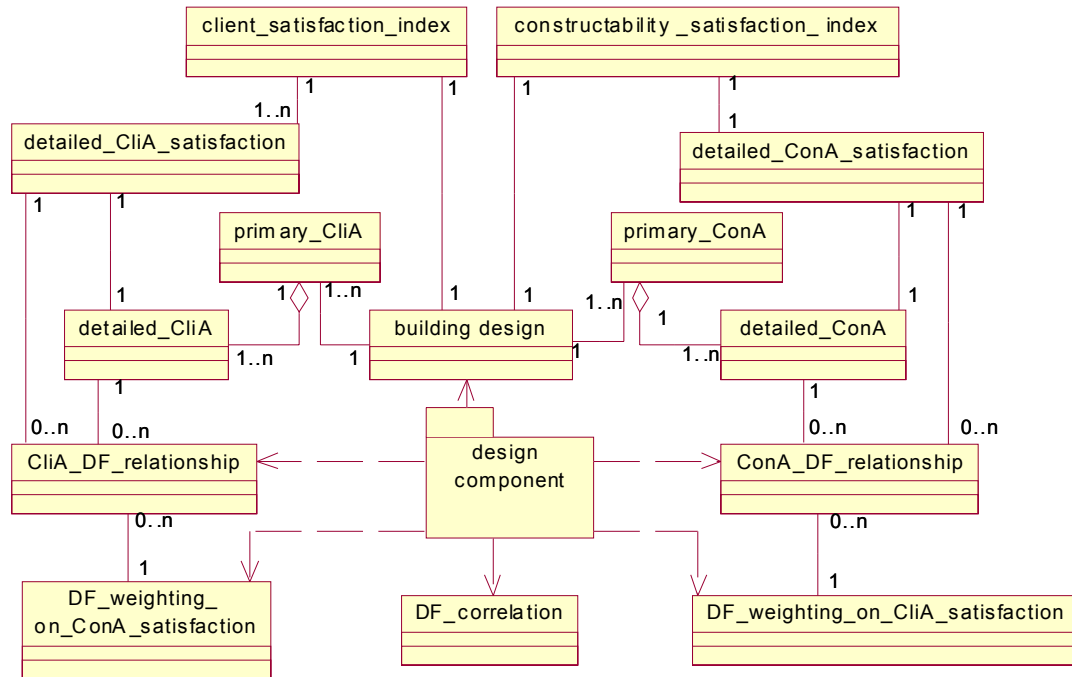 client_satisfaction_index
constructability _satisfaction_ index
1
1
1
1
1..n
1
detailed_CliA_satisfaction
detailed_ConA_satisfaction
1
1
1
1
primary_CliA
primary_ConA
1
1..n
1
1
1..n
1
1
1
detailed_CliA
building design
detailed_ConA
1..n
1
1
1..n
1
1
0..n
0..n
design
component
0..n
0..n
CliA_DF_relationship
ConA_DF_relationship
0..n
0..n
1
1
DF_weighting_
on_ConA_satisfaction
DF_correlation
DF_weighting_on_CliA_satisfaction